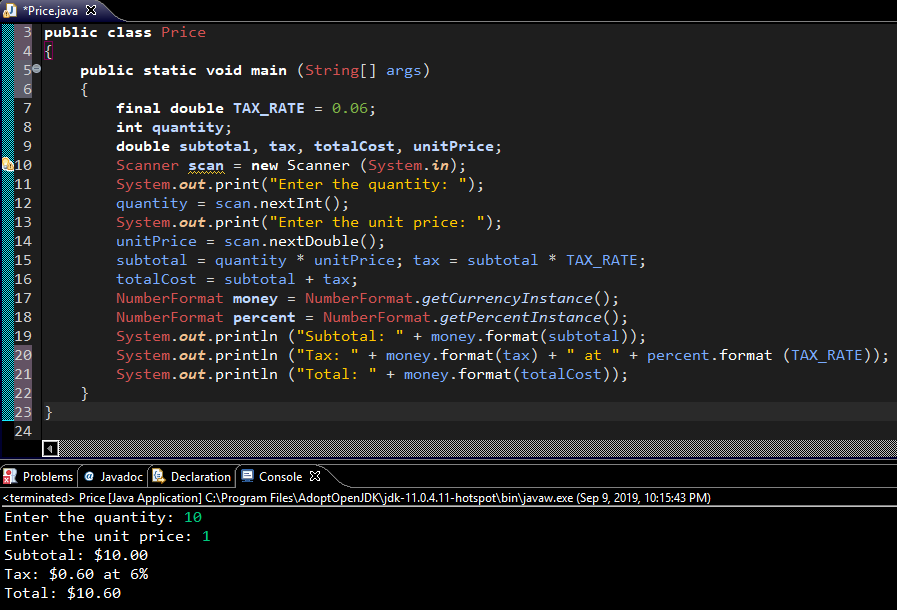 *Price.java
3 public class Price
4 {
5     public static void main (String[] args)
6     {
7         final double TAX_RATE = 0.06;
8         int quantity;
9         double subtotal, tax, totalCost, unitPrice;
10         Scanner scan = new Scanner (System.in);
11         System.out.print("Enter the quantity: ");
12         quantity = scan.nextInt();
13         System.out.print("Enter the unit price: ");
14         unitPrice = scan.nextDouble();
15         subtotal = quantity * unitPrice; tax = subtotal * TAX_RATE;
16         totalCost = subtotal + tax;
17         NumberFormat money = NumberFormat.getCurrencyInstance();
18         NumberFormat percent = NumberFormat.getPercentInstance();
19         System.out.println ("Subtotal: " + money.format(subtotal));
20         System.out.println ("Tax: " + money.format(tax) + " at " + percent.format (TAX_RATE));
21         System.out.println ("Total: " + money.format(totalCost));
22     }
23 }
24
Problems @ Javadoc Declaration Console
<terminated> Price [Java Application] C:\Program Files\AdoptOpenJDK\jdk-11.0.4.11-hotspot\bin\javaw.exe (Sep 9, 2019, 10:15:43 PM)
Enter the quantity: 10
Enter the unit price: 1
Subtotal: $10.00
Tax: $0.60 at 6%
Total: $10.60